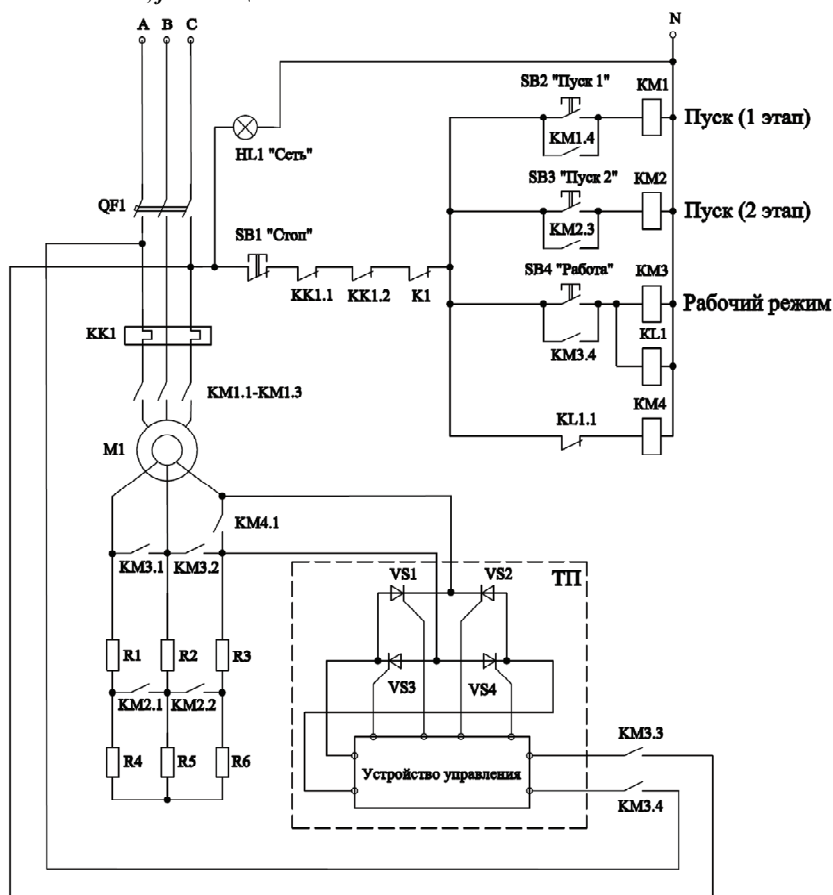 A B C
N
SB2 "Пуск 1"
KM1
Пуск (1 этап)
KM1.4
HL1 "Сеть"
SB3 "Пуск 2"
KM2
Пуск (2 этап)
QF1
SB1 "Стоп"
KM2.3
SB4 "Работа"
KM3
KK1.1 KK1.2 K1
Рабочий режим
KK1
KM3.4
KL1
KM1.1-KM1.3
KL1.1
KM4
M1
KM4.1
KM3.1 KM3.2
VS1 VS2 ТП
R1 R2 R3
VS3 VS4
KM2.1 KM2.2
KM3.3
R4 R5 R6
Устройство управления
KM3.4